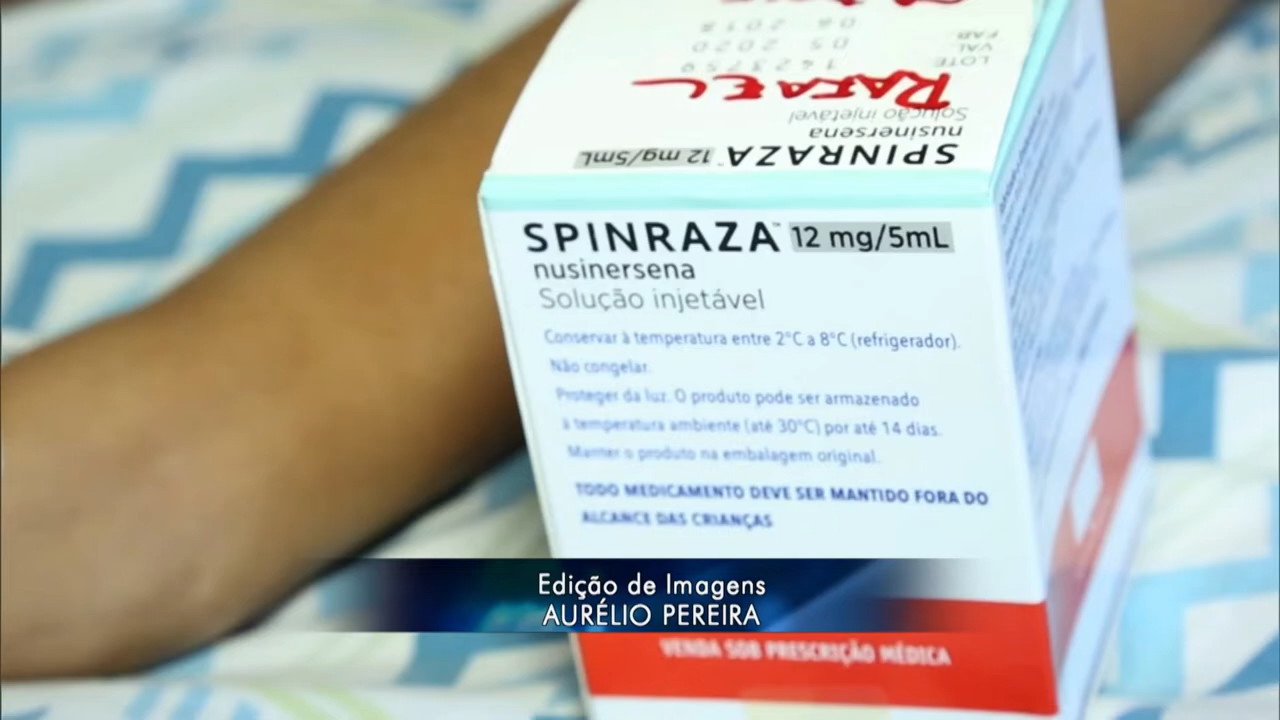 LOTE 1423759
VAL. 05 2020
FAB. 06 2018
RAFAEL
Solução injetável
nusinersena
SPINRAZA 12 mg/5mL
SPINRAZA™ 12 mg/5mL
nusinersena
Solução injetável
Conservar à temperatura entre 2°C a 8°C (refrigerador).
Não congelar.
Proteger da luz. O produto pode ser armazenado
à temperatura ambiente (até 30°C) por até 14 dias.
Manter o produto na embalagem original.
TODO MEDICAMENTO DEVE SER MANTIDO FORA DO
ALCANCE DAS CRIANÇAS
Edição de Imagens
AURÉLIO PEREIRA
VENDA SOB PRESCRIÇÃO MÉDICA